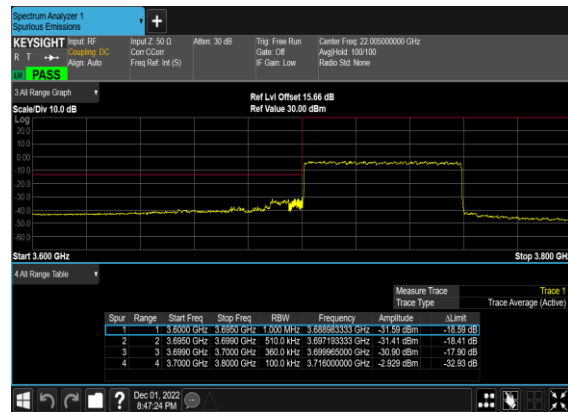 Spectrum Analyzer 1
Spurious Emissions
KEYSIGHT Input: RF Input Z: 50 Ω Atten: 30 dB Trig: Free Run Center Freq: 22.005000000 GHz
R T Coupling: DC Corr CCorr Gate: Off Avg|Hold: 100/100
Align: Auto Freq Ref: Int (S) IF Gain: Low Radio Std: None
PASS
3 All Range Graph
Ref Lvl Offset 15.66 dB
Scale/Div 10.0 dB Ref Value 30.00 dBm
Log
20.0
10.0
0.00
-10.0
-20.0
-30.0
-40.0
-50.0
-60.0
Start 3.600 GHz Stop 3.800 GH
4 All Range Table
Measure Trace Trace 1
Trace Type Trace Average (Active)
Spur Range Start Freq Stop Freq RBW Frequency Amplitude ΔLimit
1 1 3.6000 GHz 3.6950 GHz 1.000 MHz 3.688983333 GHz -31.59 dBm -18.59 dB
2 2 3.6950 GHz 3.6990 GHz 510.0 kHz 3.697193333 GHz -31.41 dBm -18.41 dB
3 3 3.6990 GHz 3.7000 GHz 360.0 kHz 3.699965000 GHz -30.90 dBm -17.90 dB
4 4 3.7000 GHz 3.8000 GHz 100.0 kHz 3.716000000 GHz -2.929 dBm -32.93 dB
? Dec 01, 2022
8:47:24 PM